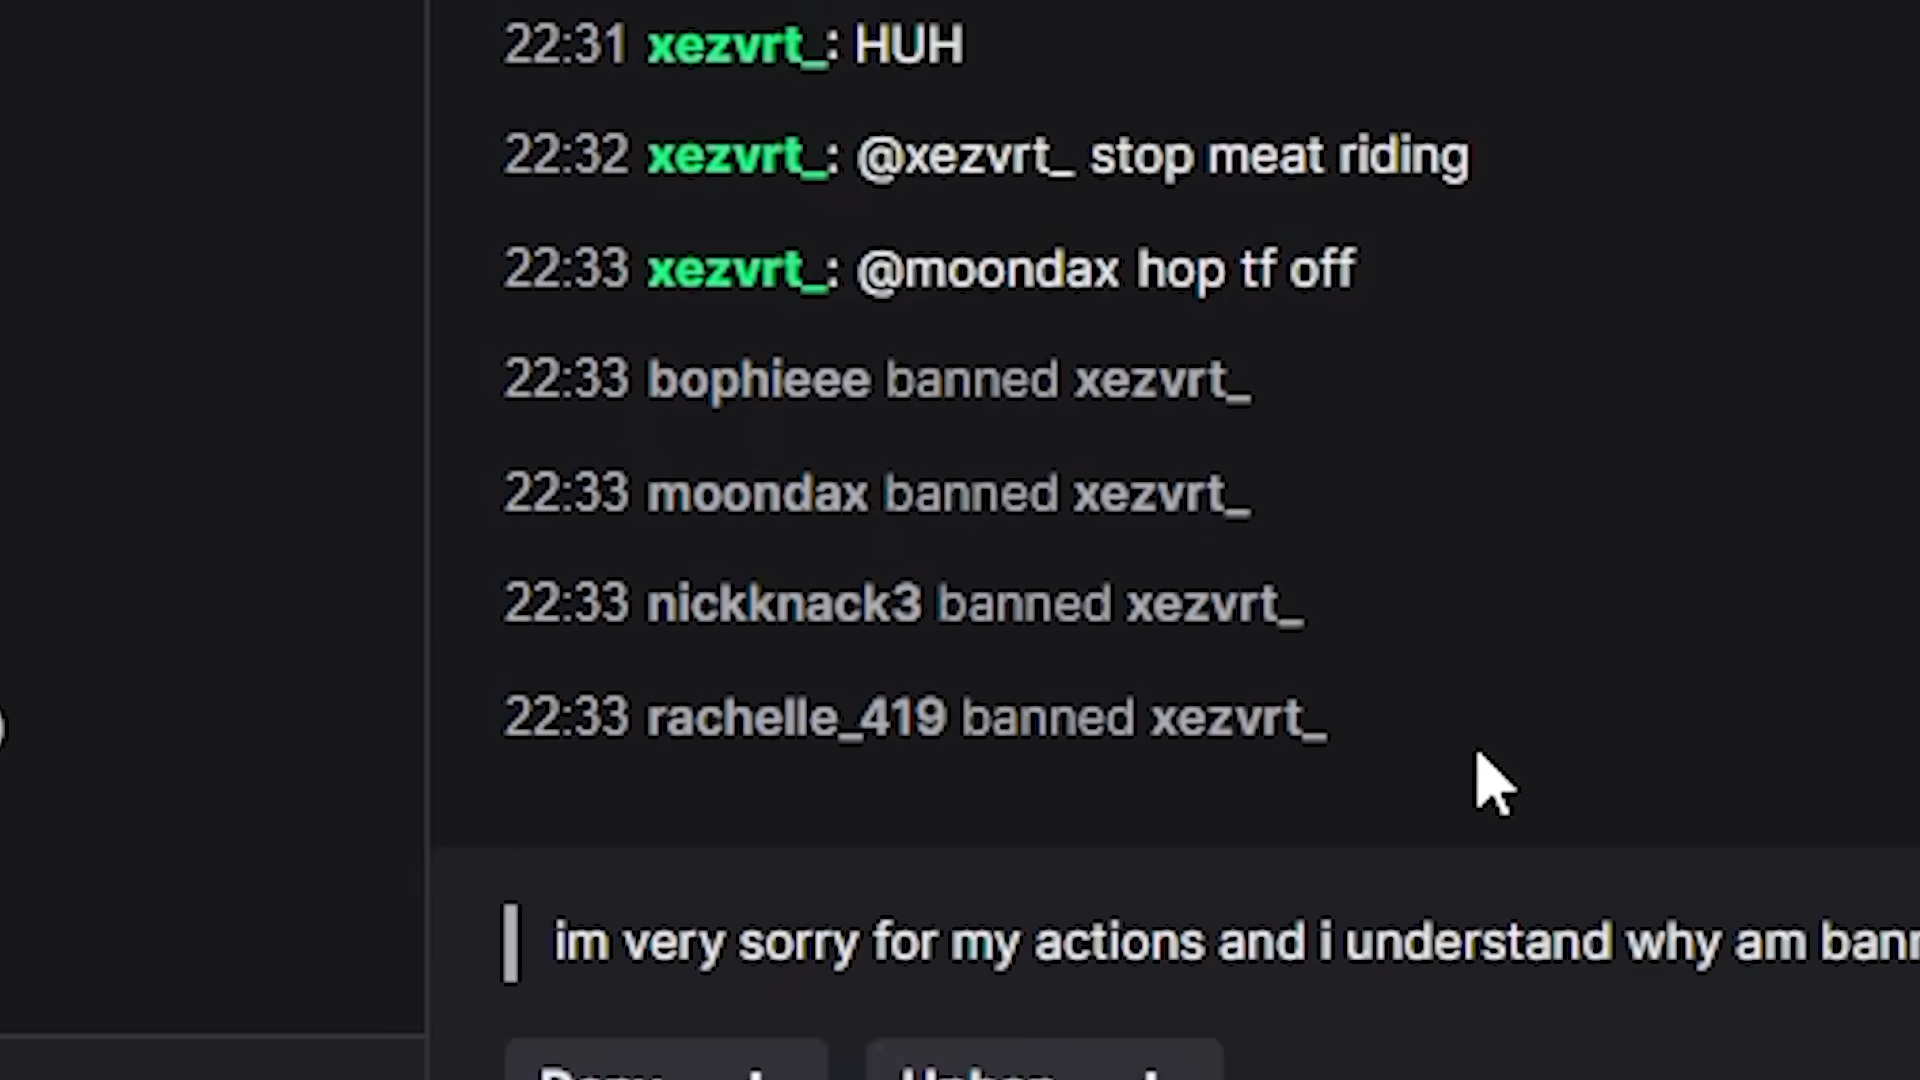 22:31 xezvrt_: HUH
22:32 xezvrt_: @xezvrt_ stop meat riding
22:33 xezvrt_: @moondax hop tf off
22:33 bophieee banned xezvrt_
22:33 moondax banned xezvrt_
22:33 nickknack3 banned xezvrt_
22:33 rachelle_419 banned xezvrt_
im very sorry for my actions and i understand why am